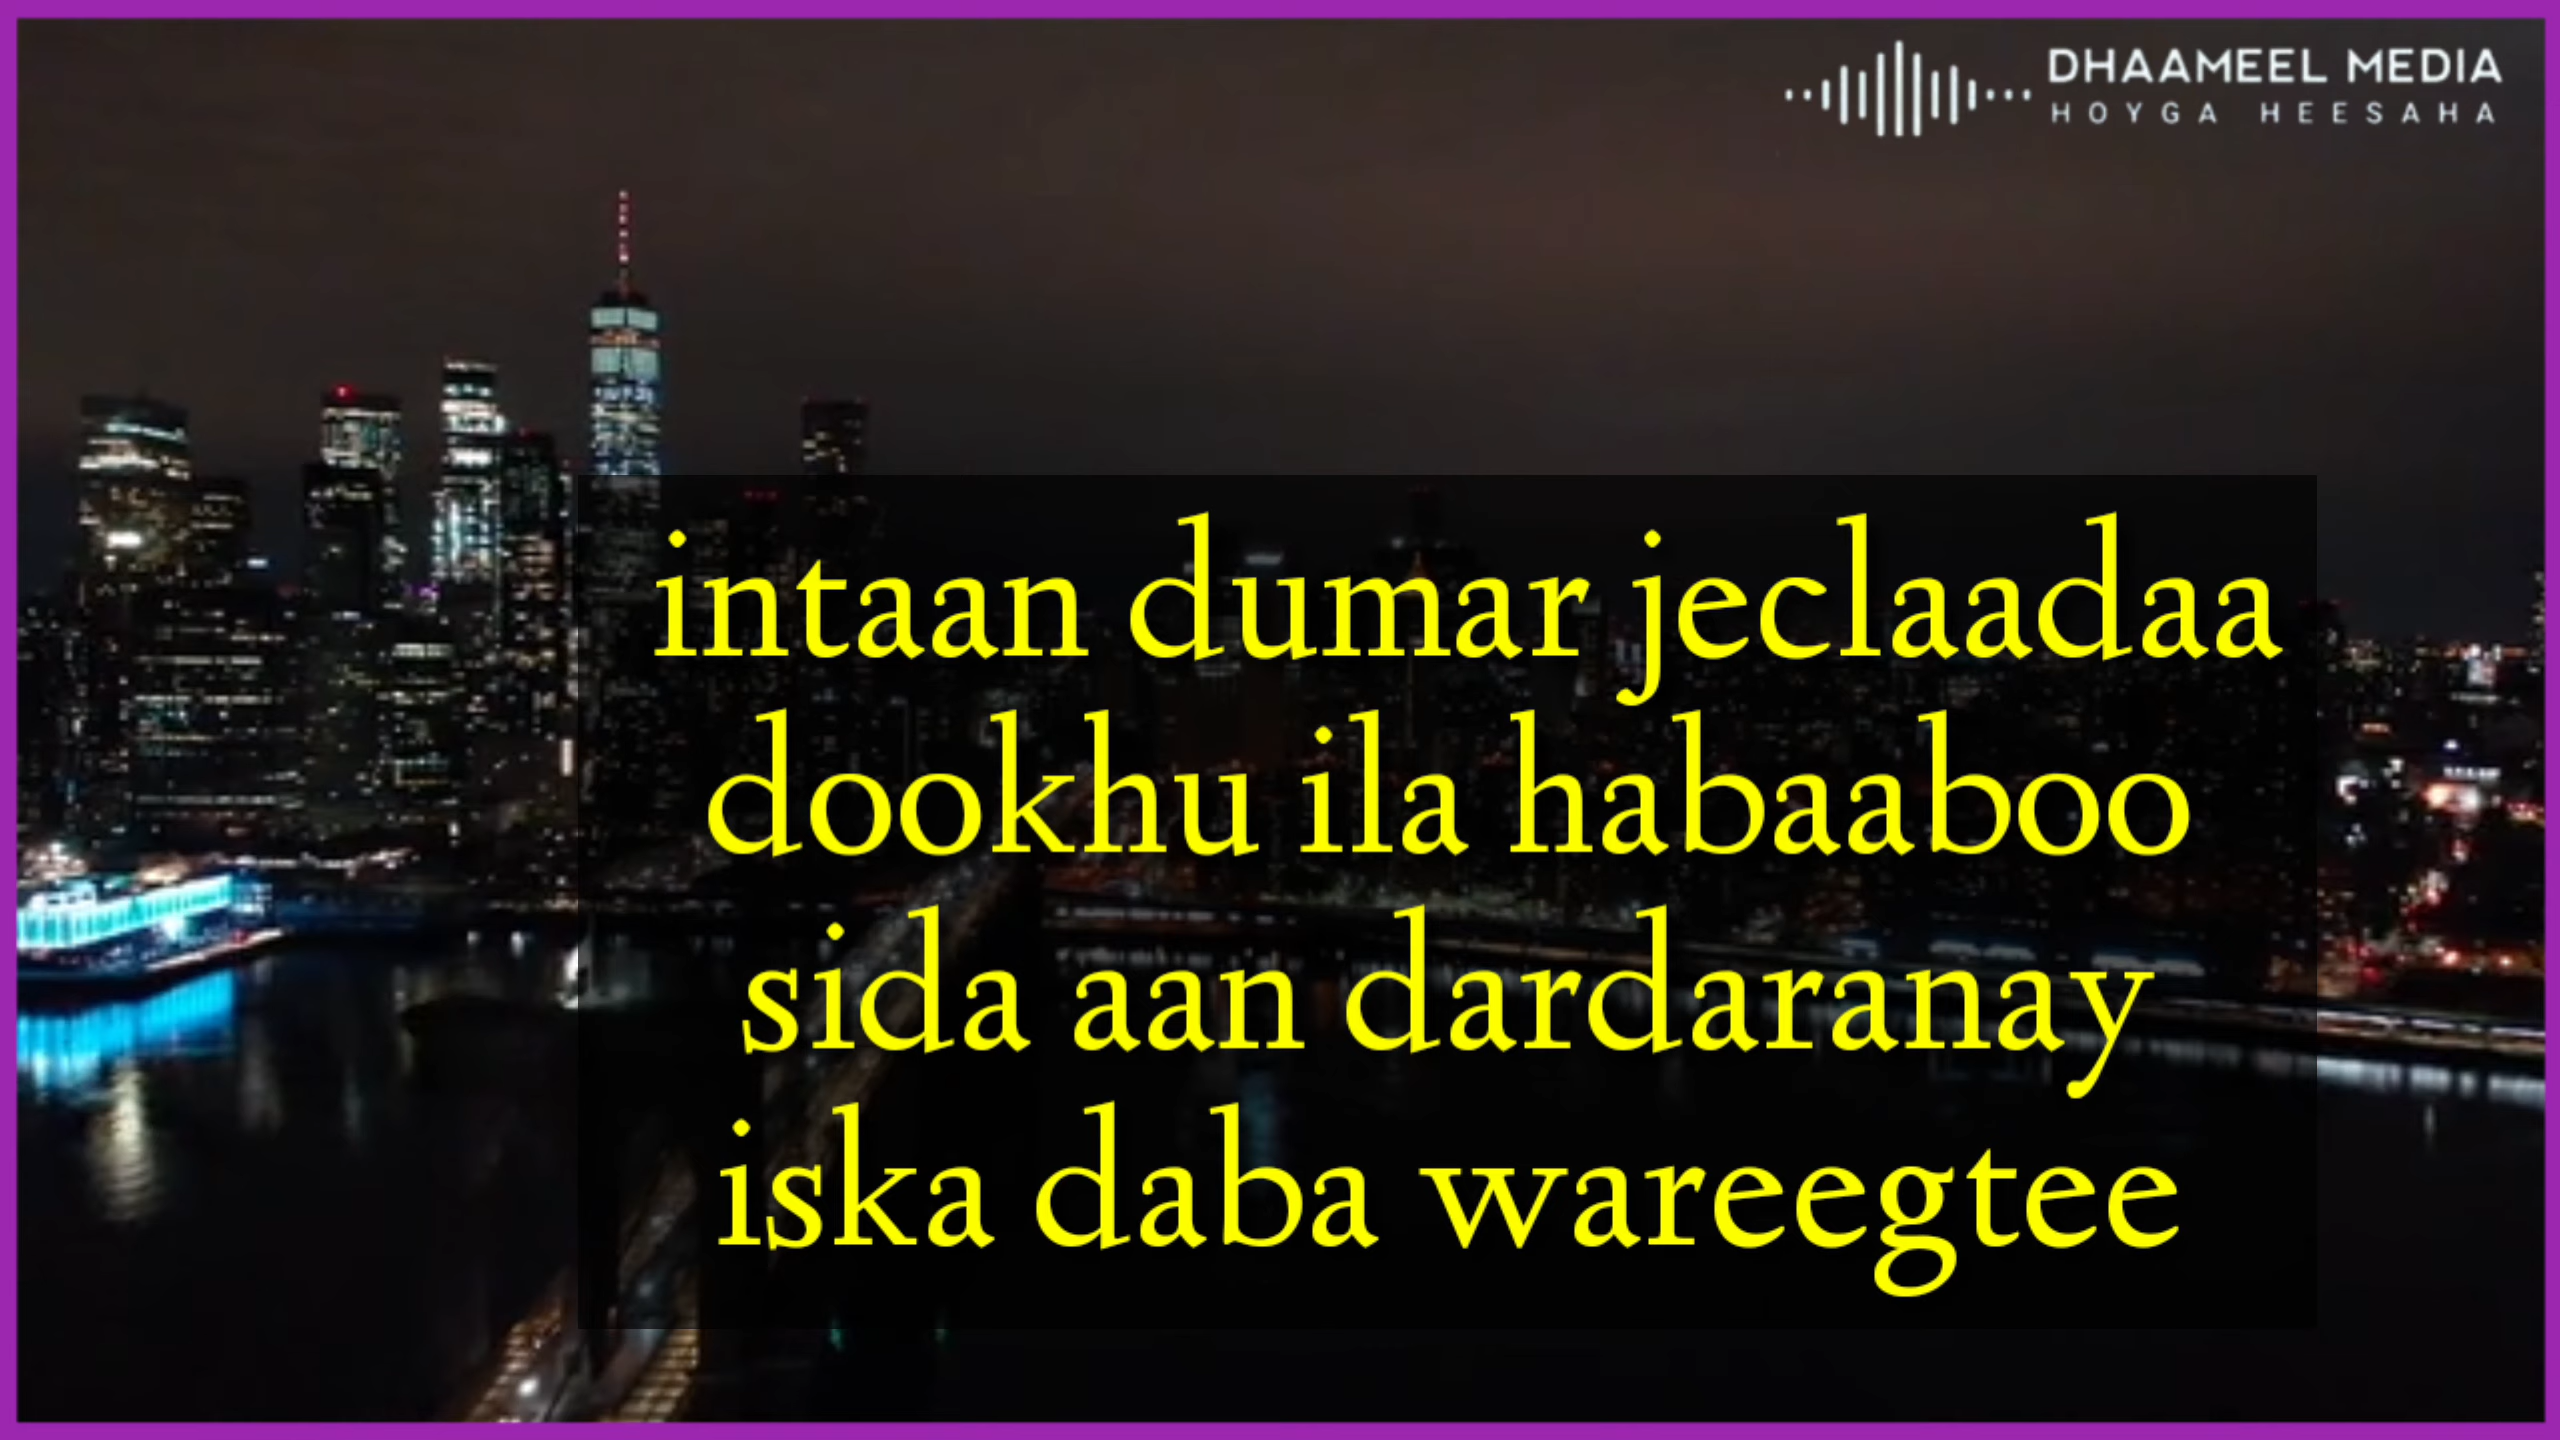 DHAAMEEL MEDIA
HOYGA HEESAHA
intaan dumar jeclaadaa
dookhu ila habaaboo
sida aan dardaranay
iska daba wareegtee